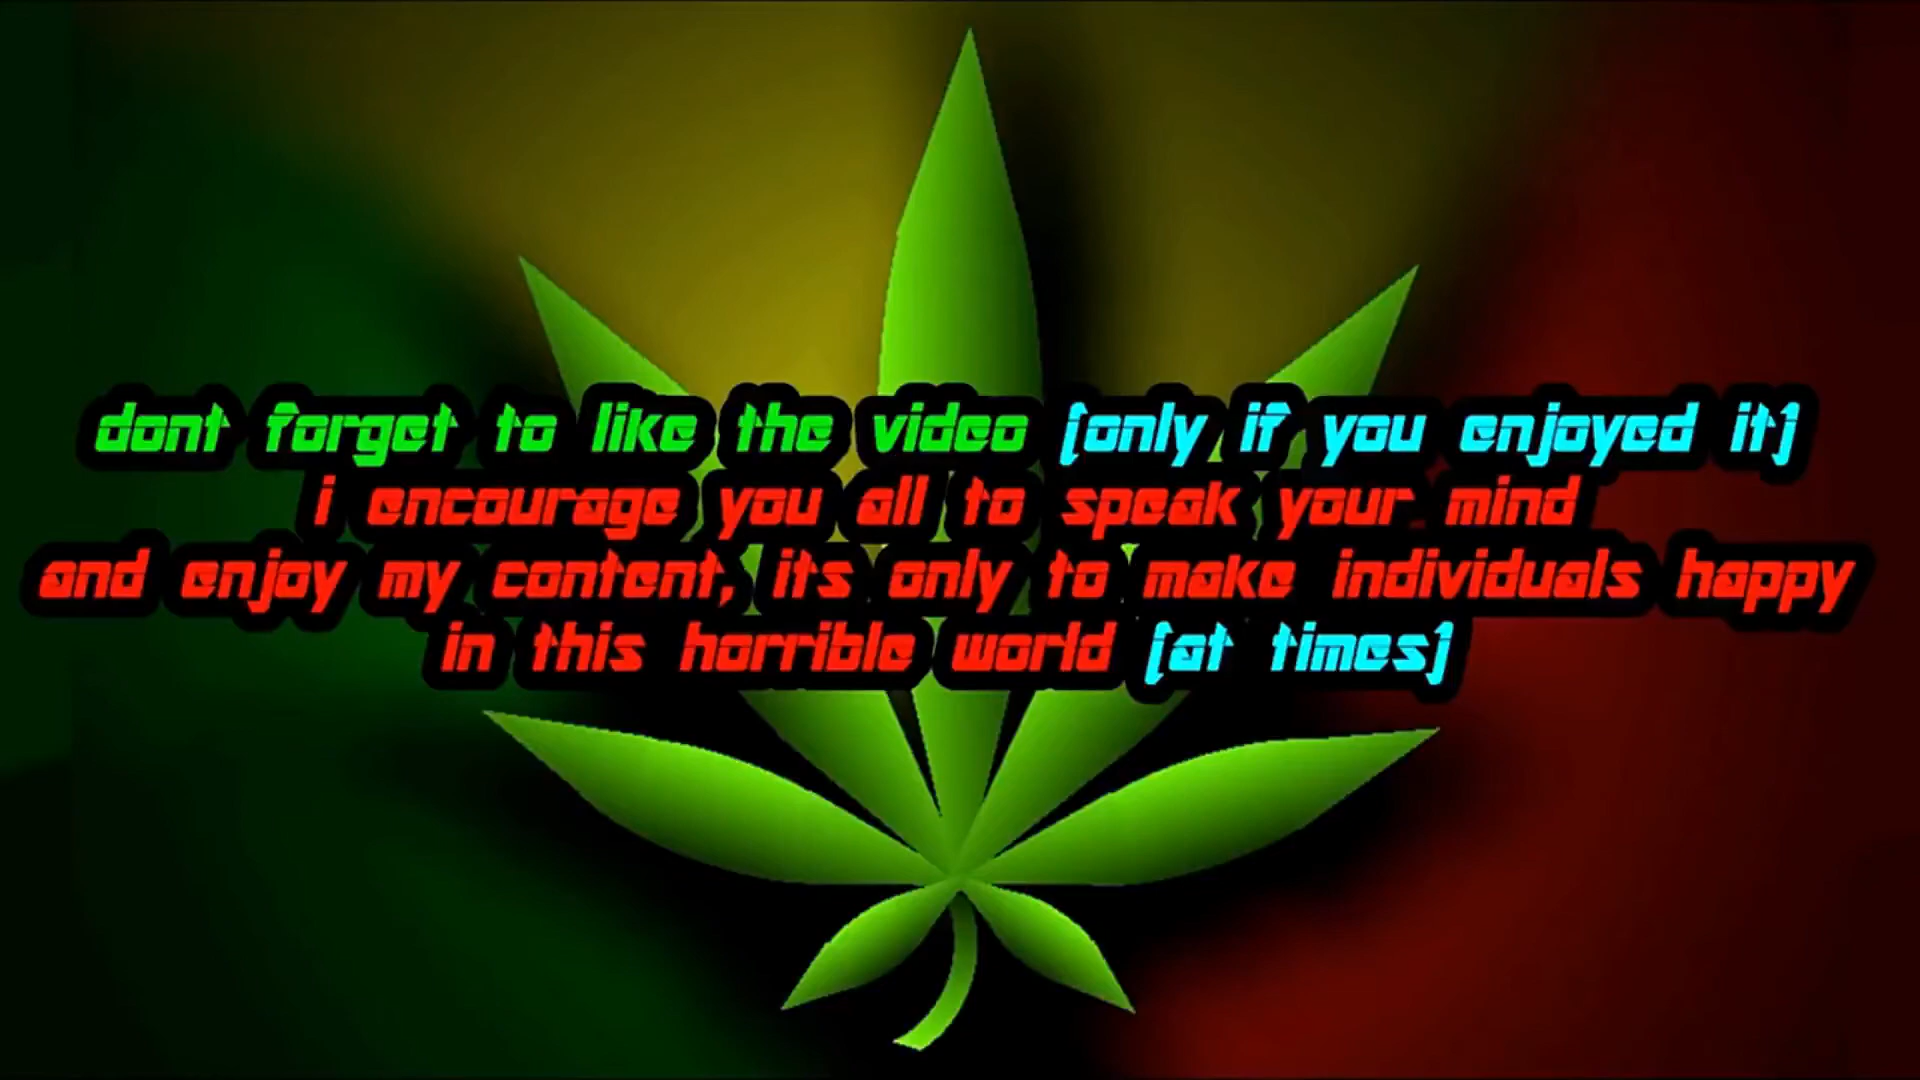 dont forget to like the video (only if you enjoyed it)
i encourage you all to speak your mind
and enjoy my content, its only to make individuals happy
in this horrible world (at times)